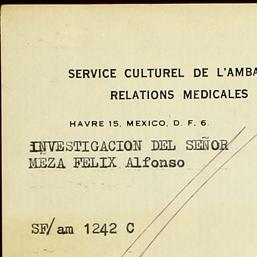 SERVICE CULTUREL DE L'AMBA
RELATIONS MEDICALES
HAVRE 15, MEXICO, D. F. 6.
INVESTIGACION DEL SEÑOR
MEZA FELIX Alfonso
SF/am 1242 C